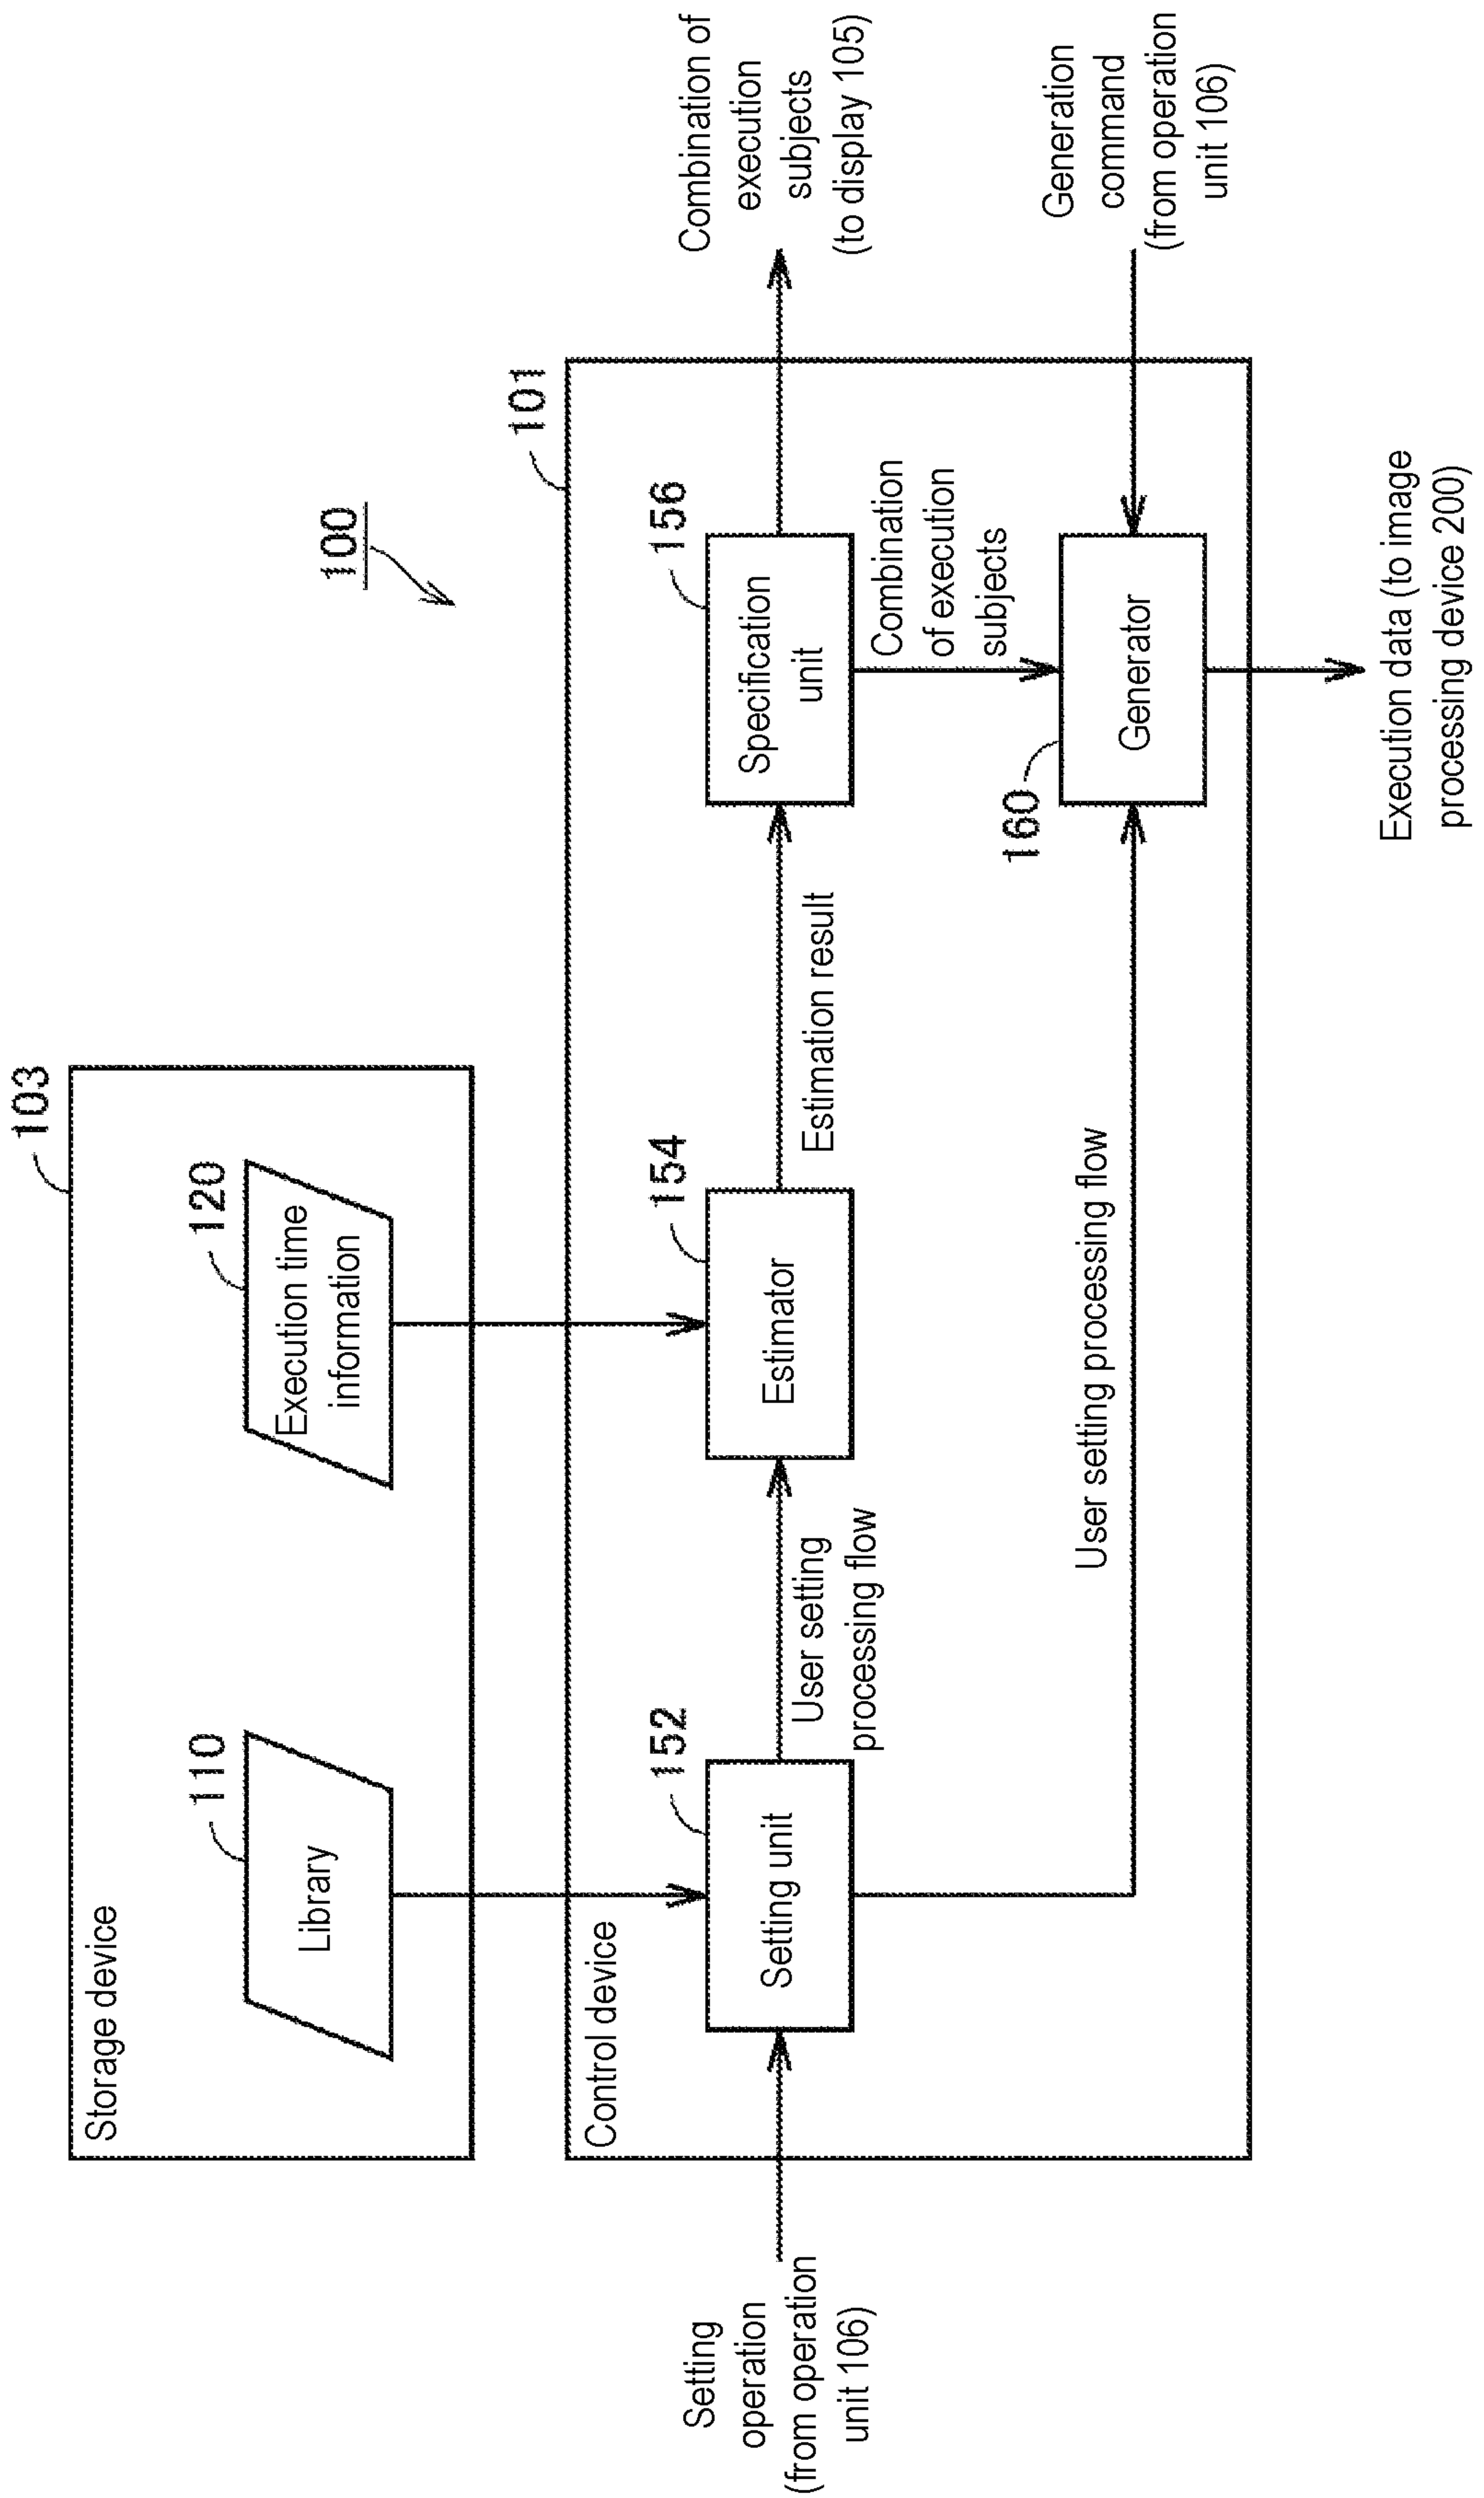 100
103
Storage device
110
Library
120
Execution time
information
101
Control device
Setting
operation
(from operation
unit 106)
152
Setting unit
User setting
processing flow
154
Estimator
Estimation result
156
Specification
unit
Combination of
execution
subjects
(to display 105)
Combination
of execution
subjects
User setting processing flow
160
Generator
Generation
command
(from operation
unit 106)
Execution data (to image
processing device 200)